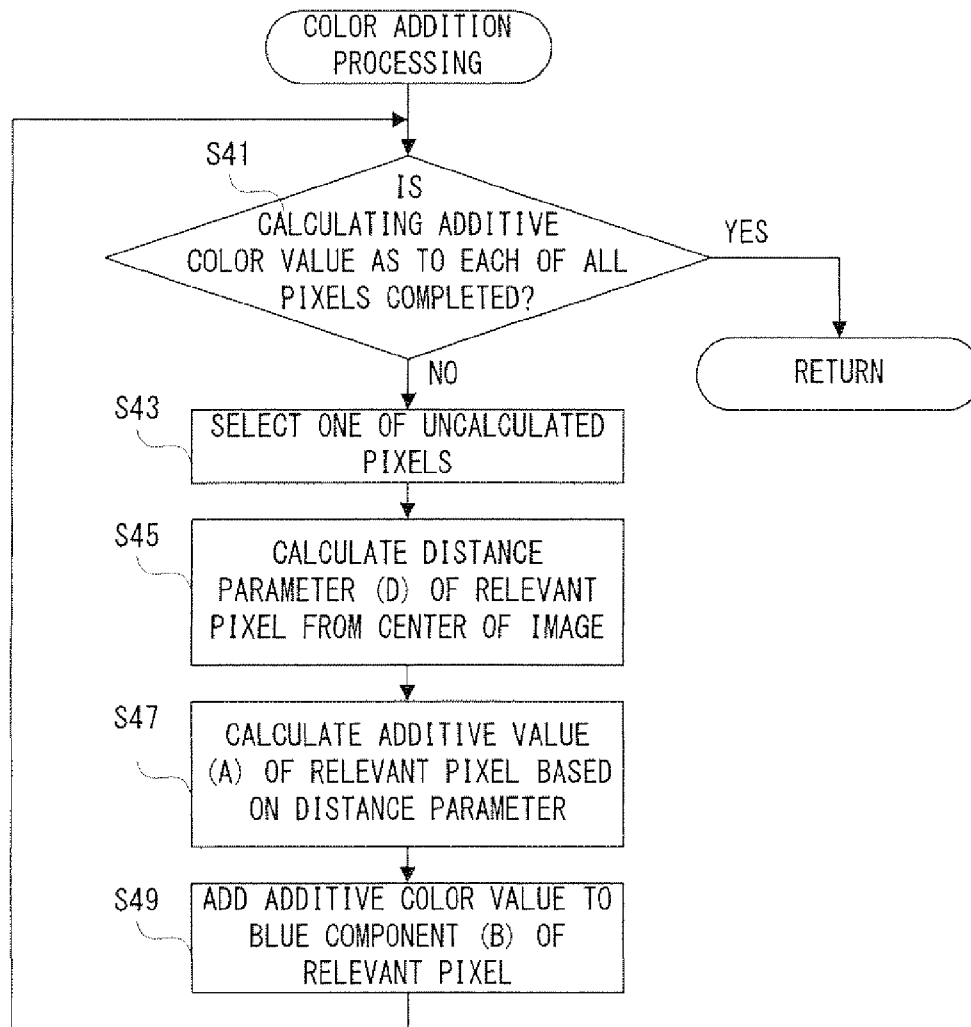 COLOR ADDITION
PROCESSING
S41
IS
CALCULATING ADDITIVE
COLOR VALUE AS TO EACH OF ALL
PIXELS COMPLETED?
YES
RETURN
NO
S43
SELECT ONE OF UNCALCULATED
PIXELS
S45
CALCULATE DISTANCE
PARAMETER (D) OF RELEVANT
PIXEL FROM CENTER OF IMAGE
S47
CALCULATE ADDITIVE VALUE
(A) OF RELEVANT PIXEL BASED
ON DISTANCE PARAMETER
S49
ADD ADDITIVE COLOR VALUE TO
BLUE COMPONENT (B) OF
RELEVANT PIXEL